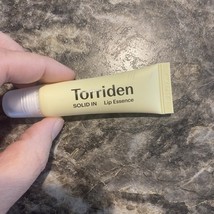 Torriden
SOLID IN Lip Essence